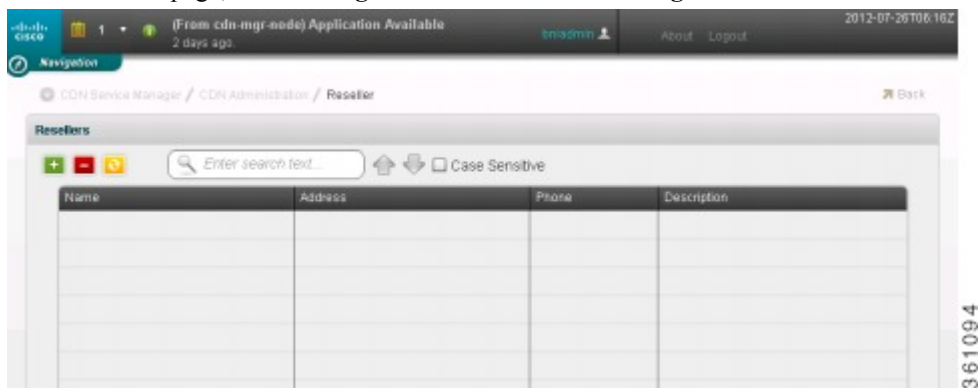 cisco 1 (From cdn-mgr-node) Application Available
2 days ago.
bniadmin About Logout
2012-07-26T06:16Z
Navigation
CDN Service Manager / CDN Administration / Reseller Back
Resellers
Enter search text... Case Sensitive
Name Address Phone Description
361094